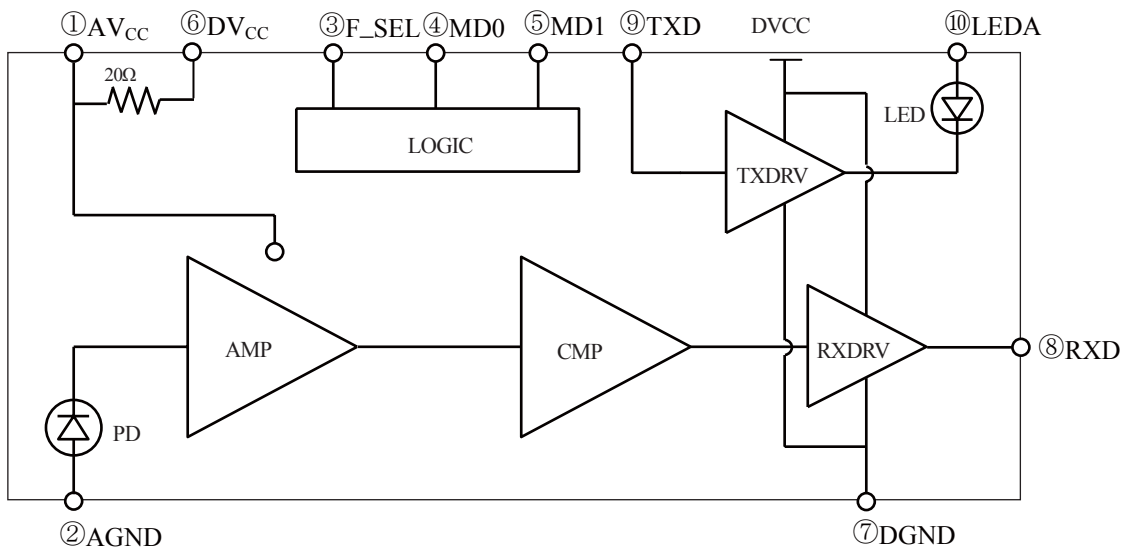 ①AVCC ⑥DVCC ③F_SEL ④MD0 ⑤MD1 ⑨TXD DVCC ⑩LEDA
20Ω
LED
LOGIC
TXDRV
AMP
CMP
RXDRV
⑧RXD
PD
②AGND
⑦DGND